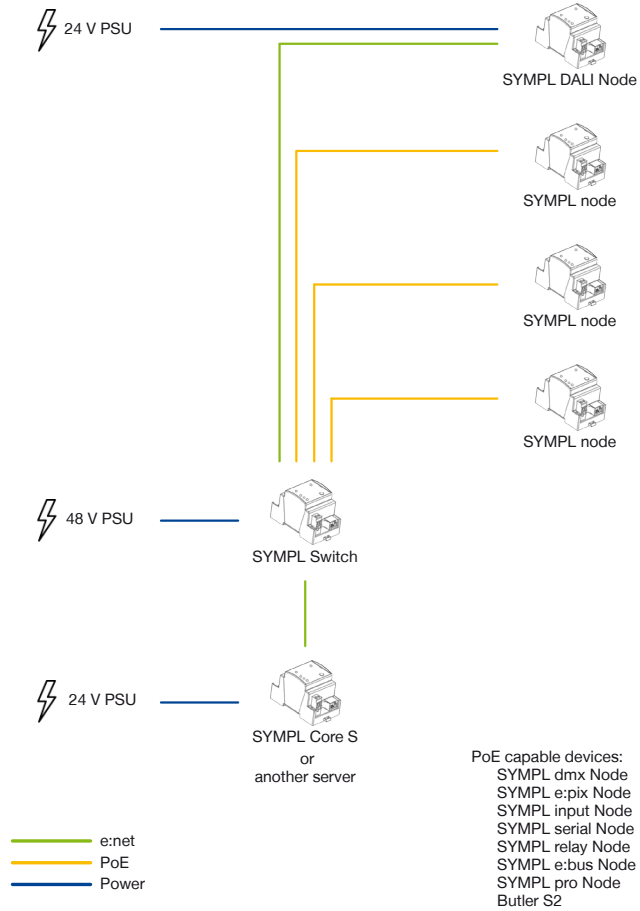 24 V PSU
SYMPL DALI Node
SYMPL node
SYMPL node
SYMPL node
48 V PSU
SYMPL Switch
24 V PSU
SYMPL Core S
or
another server
e:net
PoE
Power
PoE capable devices:
SYMPL dmx Node
SYMPL e:pix Node
SYMPL input Node
SYMPL serial Node
SYMPL relay Node
SYMPL e:bus Node
SYMPL pro Node
Butler S2